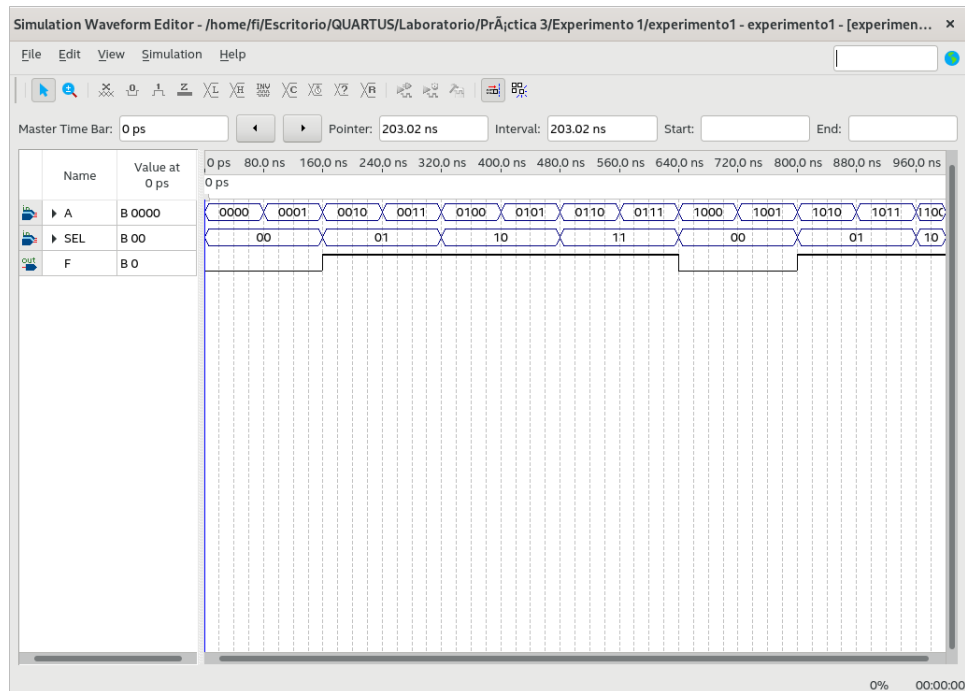 Simulation Waveform Editor - /home/fi/Escritorio/QUARTUS/Laboratorio/PrÃ¡ctica 3/Experimento 1/experimento1 - experimento1 - [experimen... ×
File Edit View Simulation Help
Master Time Bar: 0 ps Pointer: 203.02 ns Interval: 203.02 ns Start: End:
Name Value at 0 ps
0 ps 80.0 ns 160.0 ns 240.0 ns 320.0 ns 400.0 ns 480.0 ns 560.0 ns 640.0 ns 720.0 ns 800.0 ns 880.0 ns 960.0 ns
0 ps
in A B 0000 0000 0001 0010 0011 0100 0101 0110 0111 1000 1001 1010 1011 1100
in SEL B 00 00 01 10 11 00 01 10
out F B 0
0% 00:00:00